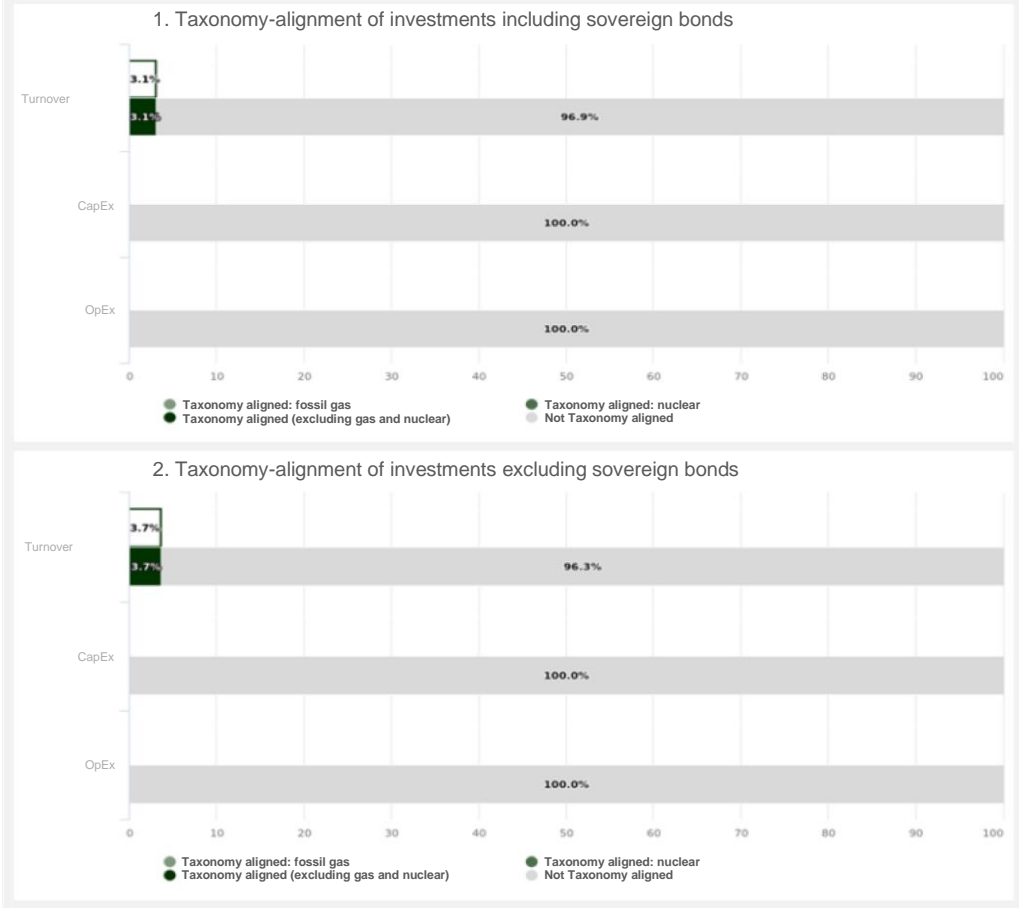 1. Taxonomy-alignment of investments including sovereign bonds
3.1%
Turnover
3.1% 96.9%
CapEx
100.0%
OpEx
100.0%
0 10 20 30 40 50 60 70 80 90 100
Taxonomy aligned: fossil gas Taxonomy aligned: nuclear
Taxonomy aligned (excluding gas and nuclear) Not Taxonomy aligned
2. Taxonomy-alignment of investments excluding sovereign bonds
3.7%
Turnover
3.7% 96.3%
CapEx
100.0%
OpEx
100.0%
0 10 20 30 40 50 60 70 80 90 100
Taxonomy aligned: fossil gas Taxonomy aligned: nuclear
Taxonomy aligned (excluding gas and nuclear) Not Taxonomy aligned